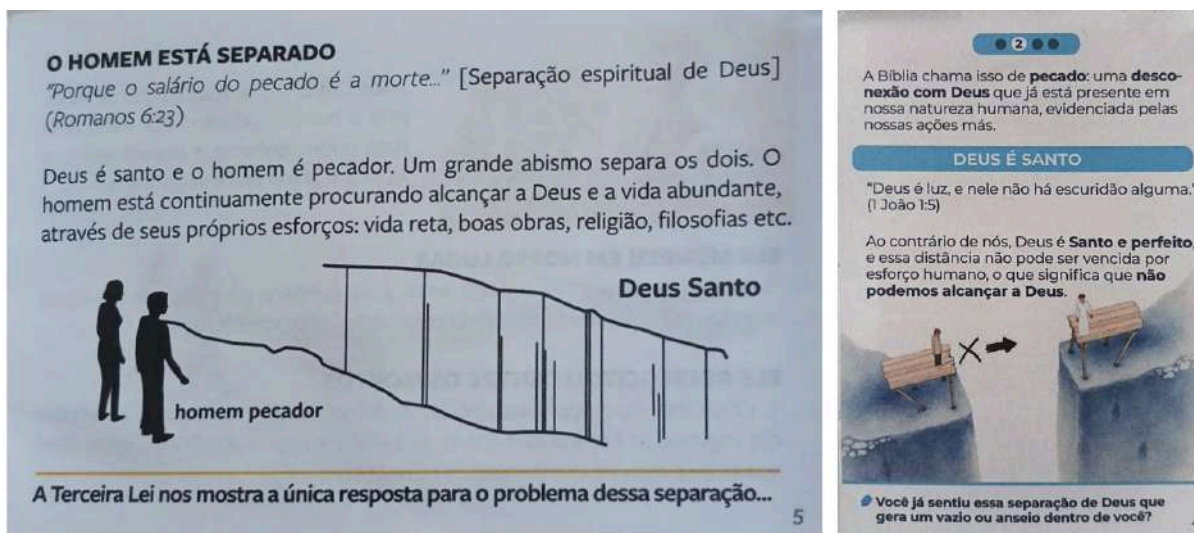 O HOMEM ESTÁ SEPARADO
"Porque o salário do pecado é a morte..." [Separação espiritual de Deus]
(Romanos 6:23)
Deus é santo e o homem é pecador. Um grande abismo separa os dois. O
homem está continuamente procurando alcançar a Deus e a vida abundante,
através de seus próprios esforços: vida reta, boas obras, religião, filosofias etc.
Deus Santo
homem pecador
A Terceira Lei nos mostra a única resposta para o problema dessa separação...
5
2
A Bíblia chama isso de pecado: uma desco-
nexão com Deus que já está presente em
nossa natureza humana, evidenciada pelas
nossas ações más.
DEUS É SANTO
"Deus é luz, e nele não há escuridão alguma."
(1 João 1:5)
Ao contrário de nós, Deus é Santo e perfeito,
e essa distância não pode ser vencida por
esforço humano, o que significa que não
podemos alcançar a Deus.
Você já sentiu essa separação de Deus que
gera um vazio ou anseio dentro de você?